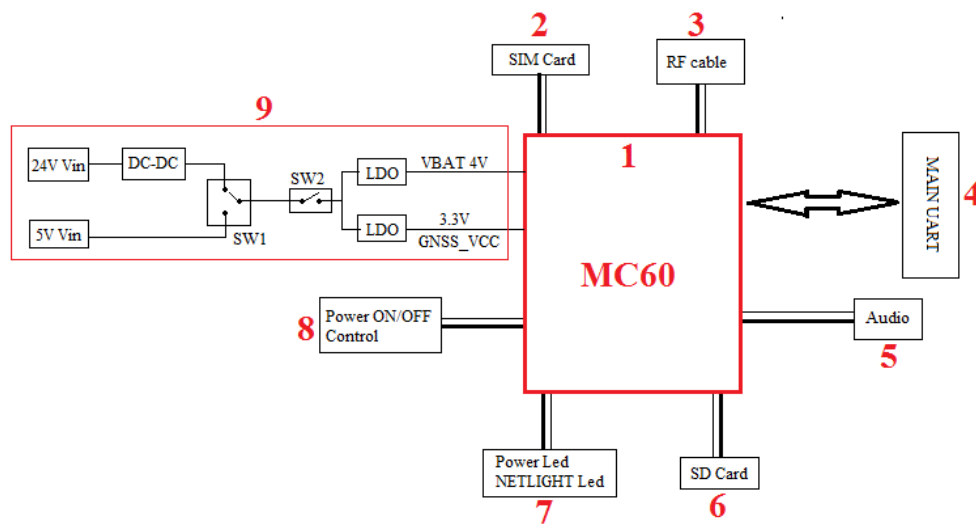 2
3
SIM Card
RF cable
9
1
24V Vin
DC-DC
LDO
VBAT 4V
SW2
MAIN UART
4
5V Vin
SW1
LDO
3.3V
GNSS_VCC
MC60
8
Power ON/OFF
Control
Audio
5
Power Led
NETLIGHT Led
7
SD Card
6